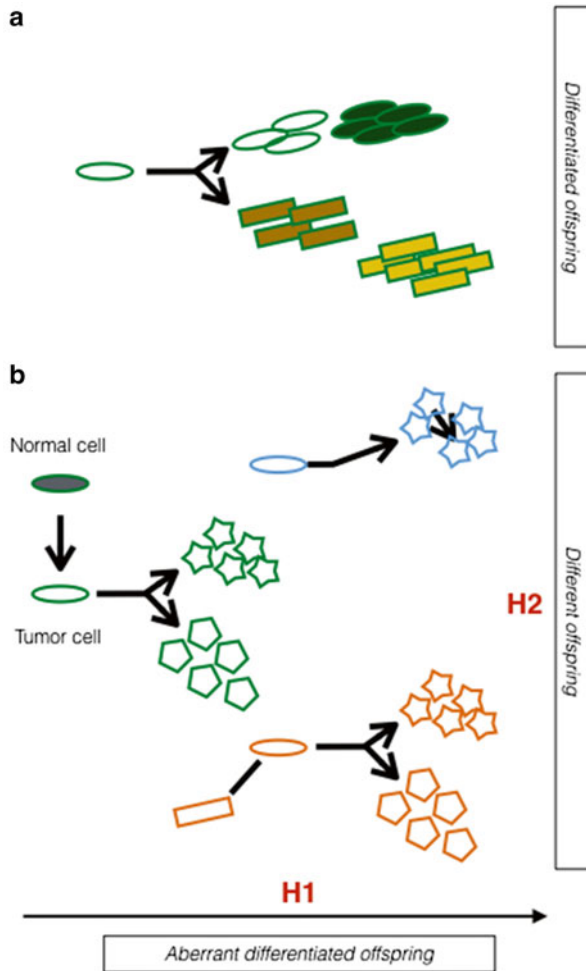 a
Differentiated offspring
b
Normal cell
Tumor cell
H2
Different offspring
H1
Aberrant differentiated offspring